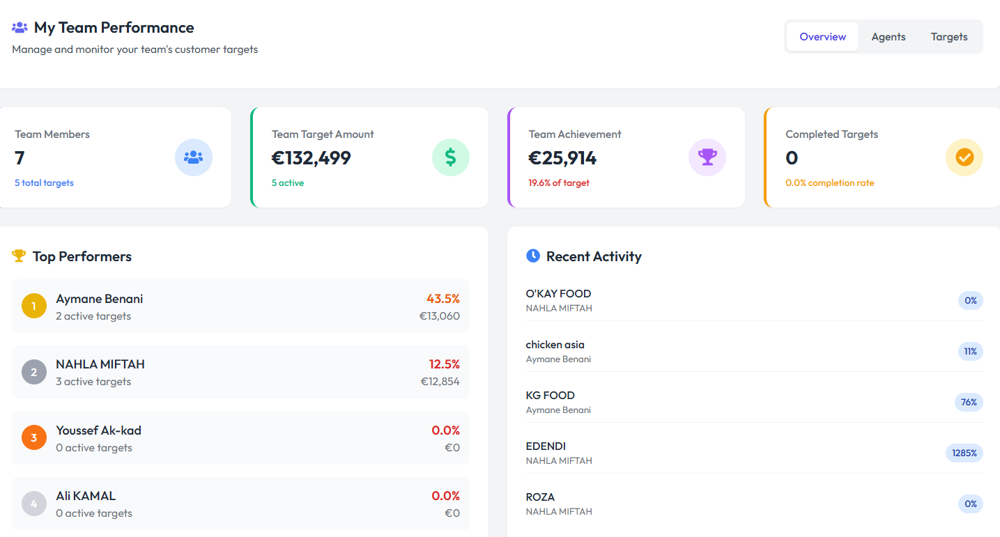 My Team Performance
Manage and monitor your team's customer targets
Overview Agents Targets
Team Members
7
5 total targets
Team Target Amount
€132,499
5 active
$
Team Achievement
€25,914
19.6% of target
Completed Targets
0
0.0% completion rate
Top Performers
1
Aymane Benani
2 active targets
43.5%
€13,060
2
NAHLA MIFTAH
3 active targets
12.5%
€12,854
3
Youssef Ak-kad
0 active targets
0.0%
€0
4
Ali KAMAL
0 active targets
0.0%
€0
Recent Activity
O'KAY FOOD
NAHLA MIFTAH
0%
chicken asia
Aymane Benani
11%
KG FOOD
Aymane Benani
76%
EDENDI
NAHLA MIFTAH
1285%
ROZA
NAHLA MIFTAH
0%